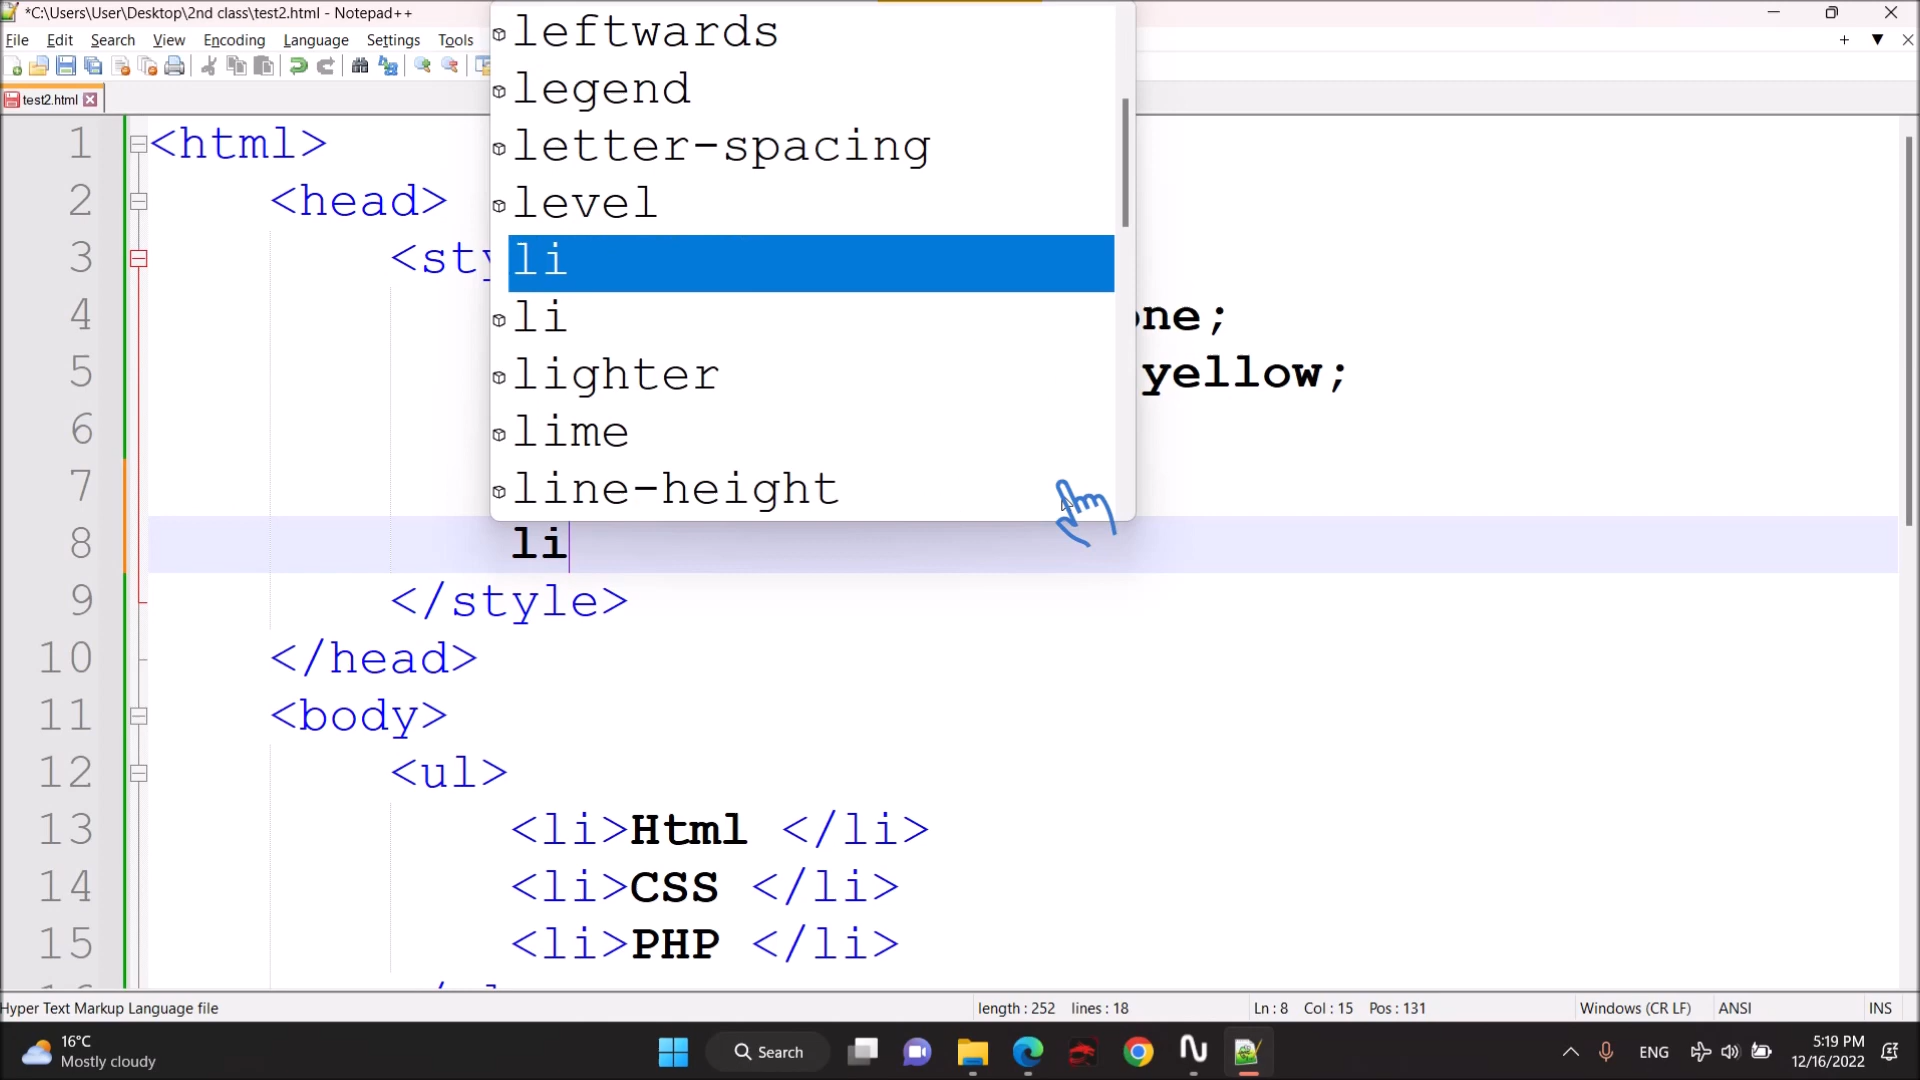 *C:\Users\User\Desktop\2nd class\test2.html - Notepad++
File Edit Search View Encoding Language Settings Tools
test2.html
leftwards
legend
letter-spacing
level
li
li
lighter
lime
line-height
1 <html>
2 <head>
3 <sty
4 one;
5 yellow;
6
7
8 li
9 </style>
10 </head>
11 <body>
12 <ul>
13 <li>Html </li>
14 <li>CSS </li>
15 <li>PHP </li>
Hyper Text Markup Language file length : 252 lines : 18 Ln : 8 Col : 15 Pos : 131 Windows (CR LF) ANSI INS
16°C
Mostly cloudy
Search
ENG
5:19 PM
12/16/2022